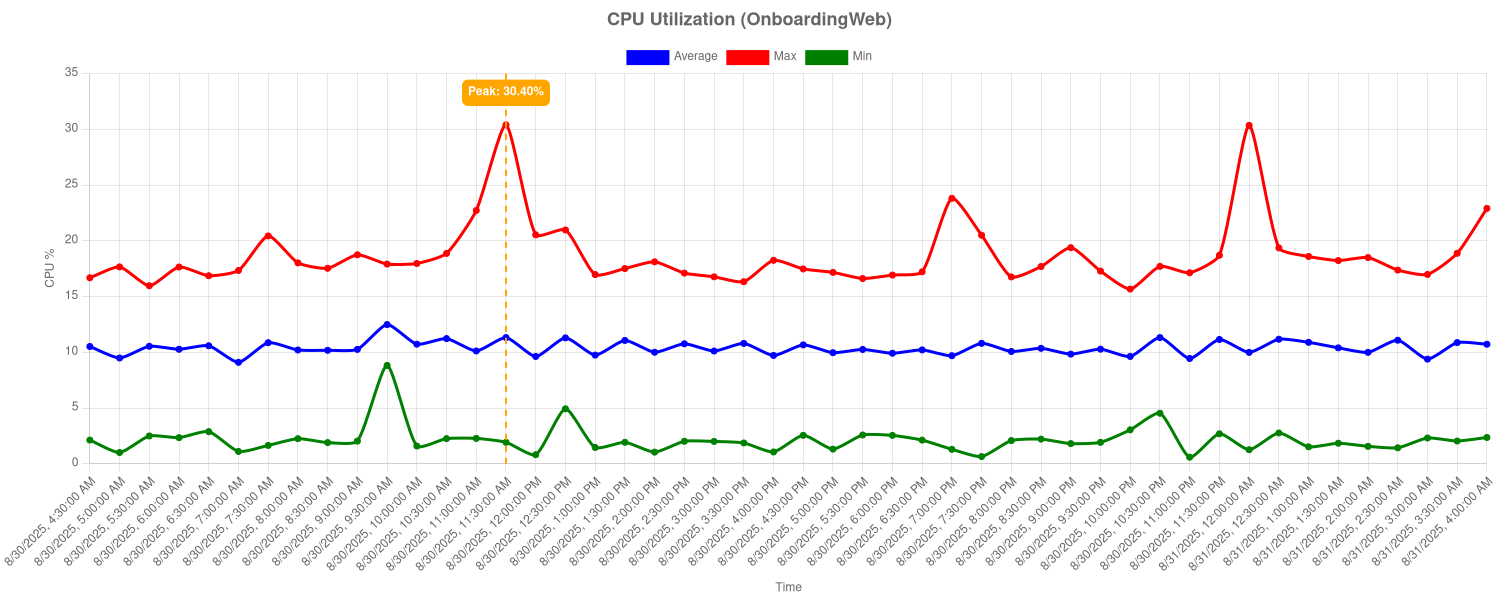 CPU Utilization (OnboardingWeb)
Average Max Min
35
Peak: 30.40%
30
25
20
15
10
5
0
CPU %
8/30/2025, 4:30:00 AM
8/30/2025, 5:00:00 AM
8/30/2025, 5:30:00 AM
8/30/2025, 6:00:00 AM
8/30/2025, 6:30:00 AM
8/30/2025, 7:00:00 AM
8/30/2025, 7:30:00 AM
8/30/2025, 8:00:00 AM
8/30/2025, 8:30:00 AM
8/30/2025, 9:00:00 AM
8/30/2025, 9:30:00 AM
8/30/2025, 10:00:00 AM
8/30/2025, 10:30:00 AM
8/30/2025, 11:00:00 AM
8/30/2025, 11:30:00 AM
8/30/2025, 12:00:00 PM
8/30/2025, 12:30:00 PM
8/30/2025, 1:00:00 PM
8/30/2025, 1:30:00 PM
8/30/2025, 2:00:00 PM
8/30/2025, 2:30:00 PM
8/30/2025, 3:00:00 PM
8/30/2025, 3:30:00 PM
8/30/2025, 4:00:00 PM
8/30/2025, 4:30:00 PM
8/30/2025, 5:00:00 PM
8/30/2025, 5:30:00 PM
8/30/2025, 6:00:00 PM
8/30/2025, 6:30:00 PM
8/30/2025, 7:00:00 PM
8/30/2025, 7:30:00 PM
8/30/2025, 8:00:00 PM
8/30/2025, 8:30:00 PM
8/30/2025, 9:00:00 PM
8/30/2025, 9:30:00 PM
8/30/2025, 10:00:00 PM
8/30/2025, 10:30:00 PM
8/30/2025, 11:00:00 PM
8/30/2025, 11:30:00 PM
8/31/2025, 12:00:00 AM
8/31/2025, 12:30:00 AM
8/31/2025, 1:00:00 AM
8/31/2025, 1:30:00 AM
8/31/2025, 2:00:00 AM
8/31/2025, 2:30:00 AM
8/31/2025, 3:00:00 AM
8/31/2025, 3:30:00 AM
8/31/2025, 4:00:00 AM
Time